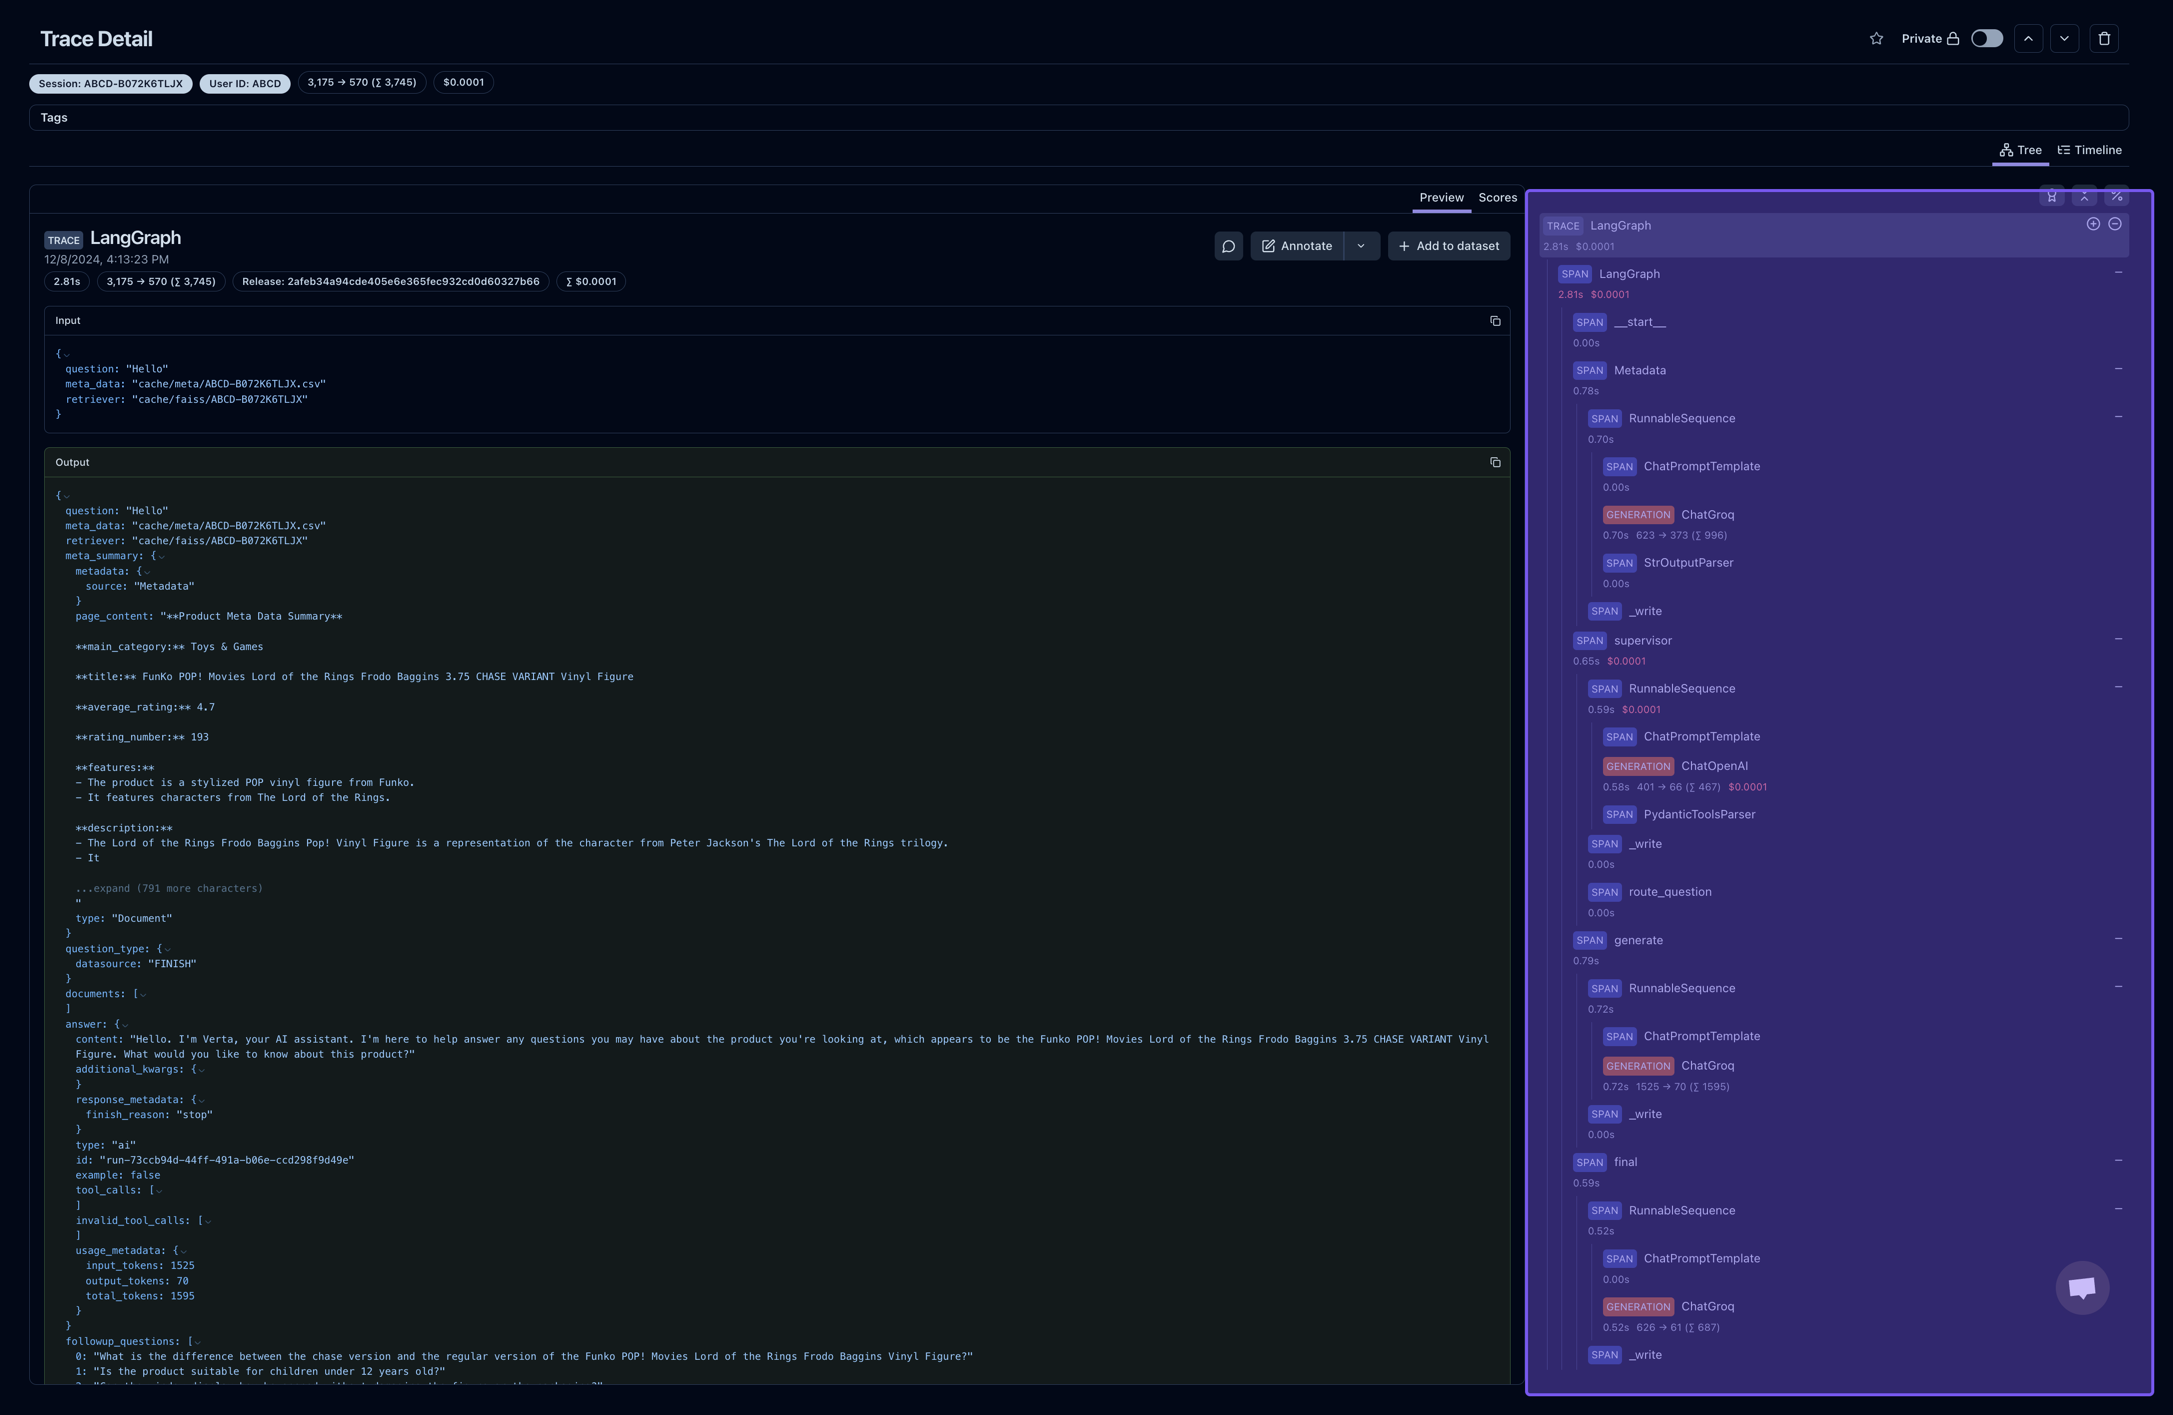 Trace Detail
Private
Session: ABCD-B072K6TLJX
User ID: ABCD
3,175 → 570 (∑ 3,745)
$0.0001
Tags
Tree
Timeline
Preview
Scores
TRACE LangGraph
12/8/2024, 4:13:23 PM
Annotate
Add to dataset
2.81s
3,175 → 570 (∑ 3,745)
Release: 2afeb34a94cde405e6e365fec932cd0d60327b66
∑ $0.0001
Input
{
question: "Hello"
meta_data: "cache/meta/ABCD-B072K6TLJX.csv"
retriever: "cache/faiss/ABCD-B072K6TLJX"
}
Output
{
question: "Hello"
meta_data: "cache/meta/ABCD-B072K6TLJX.csv"
retriever: "cache/faiss/ABCD-B072K6TLJX"
meta_summary: {
metadata: {
source: "Metadata"
}
page_content: "**Product Meta Data Summary**
**main_category:** Toys & Games
**title:** FunKo POP! Movies Lord of the Rings Frodo Baggins 3.75 CHASE VARIANT Vinyl Figure
**average_rating:** 4.7
**rating_number:** 193
**features:**
- The product is a stylized POP vinyl figure from Funko.
- It features characters from The Lord of the Rings.
**description:**
- The Lord of the Rings Frodo Baggins Pop! Vinyl Figure is a representation of the character from Peter Jackson's The Lord of the Rings trilogy.
- It
...expand (791 more characters)
"
type: "Document"
}
question_type: {
datasource: "FINISH"
}
documents: [
]
answer: {
content: "Hello. I'm Verta, your AI assistant. I'm here to help answer any questions you may have about the product you're looking at, which appears to be the Funko POP! Movies Lord of the Rings Frodo Baggins 3.75 CHASE VARIANT Vinyl
Figure. What would you like to know about this product?"
additional_kwargs: {
}
response_metadata: {
finish_reason: "stop"
}
type: "ai"
id: "run-73ccb94d-44ff-491a-b06e-ccd298f9d49e"
example: false
tool_calls: [
]
invalid_tool_calls: [
]
usage_metadata: {
input_tokens: 1525
output_tokens: 70
total_tokens: 1595
}
}
followup_questions: [
0: "What is the difference between the chase version and the regular version of the Funko POP! Movies Lord of the Rings Frodo Baggins Vinyl Figure?"
1: "Is the product suitable for children under 12 years old?"
TRACE LangGraph
2.81s $0.0001
SPAN LangGraph
2.81s $0.0001
SPAN __start__
0.00s
SPAN Metadata
0.78s
SPAN RunnableSequence
0.70s
SPAN ChatPromptTemplate
0.00s
GENERATION ChatGroq
0.70s 623 → 373 (∑ 996)
SPAN StrOutputParser
0.00s
SPAN _write
SPAN supervisor
0.65s $0.0001
SPAN RunnableSequence
0.59s $0.0001
SPAN ChatPromptTemplate
GENERATION ChatOpenAI
0.58s 401 → 66 (∑ 467) $0.0001
SPAN PydanticToolsParser
SPAN _write
0.00s
SPAN route_question
0.00s
SPAN generate
0.79s
SPAN RunnableSequence
0.72s
SPAN ChatPromptTemplate
GENERATION ChatGroq
0.72s 1525 → 70 (∑ 1595)
SPAN _write
0.00s
SPAN final
0.59s
SPAN RunnableSequence
0.52s
SPAN ChatPromptTemplate
0.00s
GENERATION ChatGroq
0.52s 626 → 61 (∑ 687)
SPAN _write